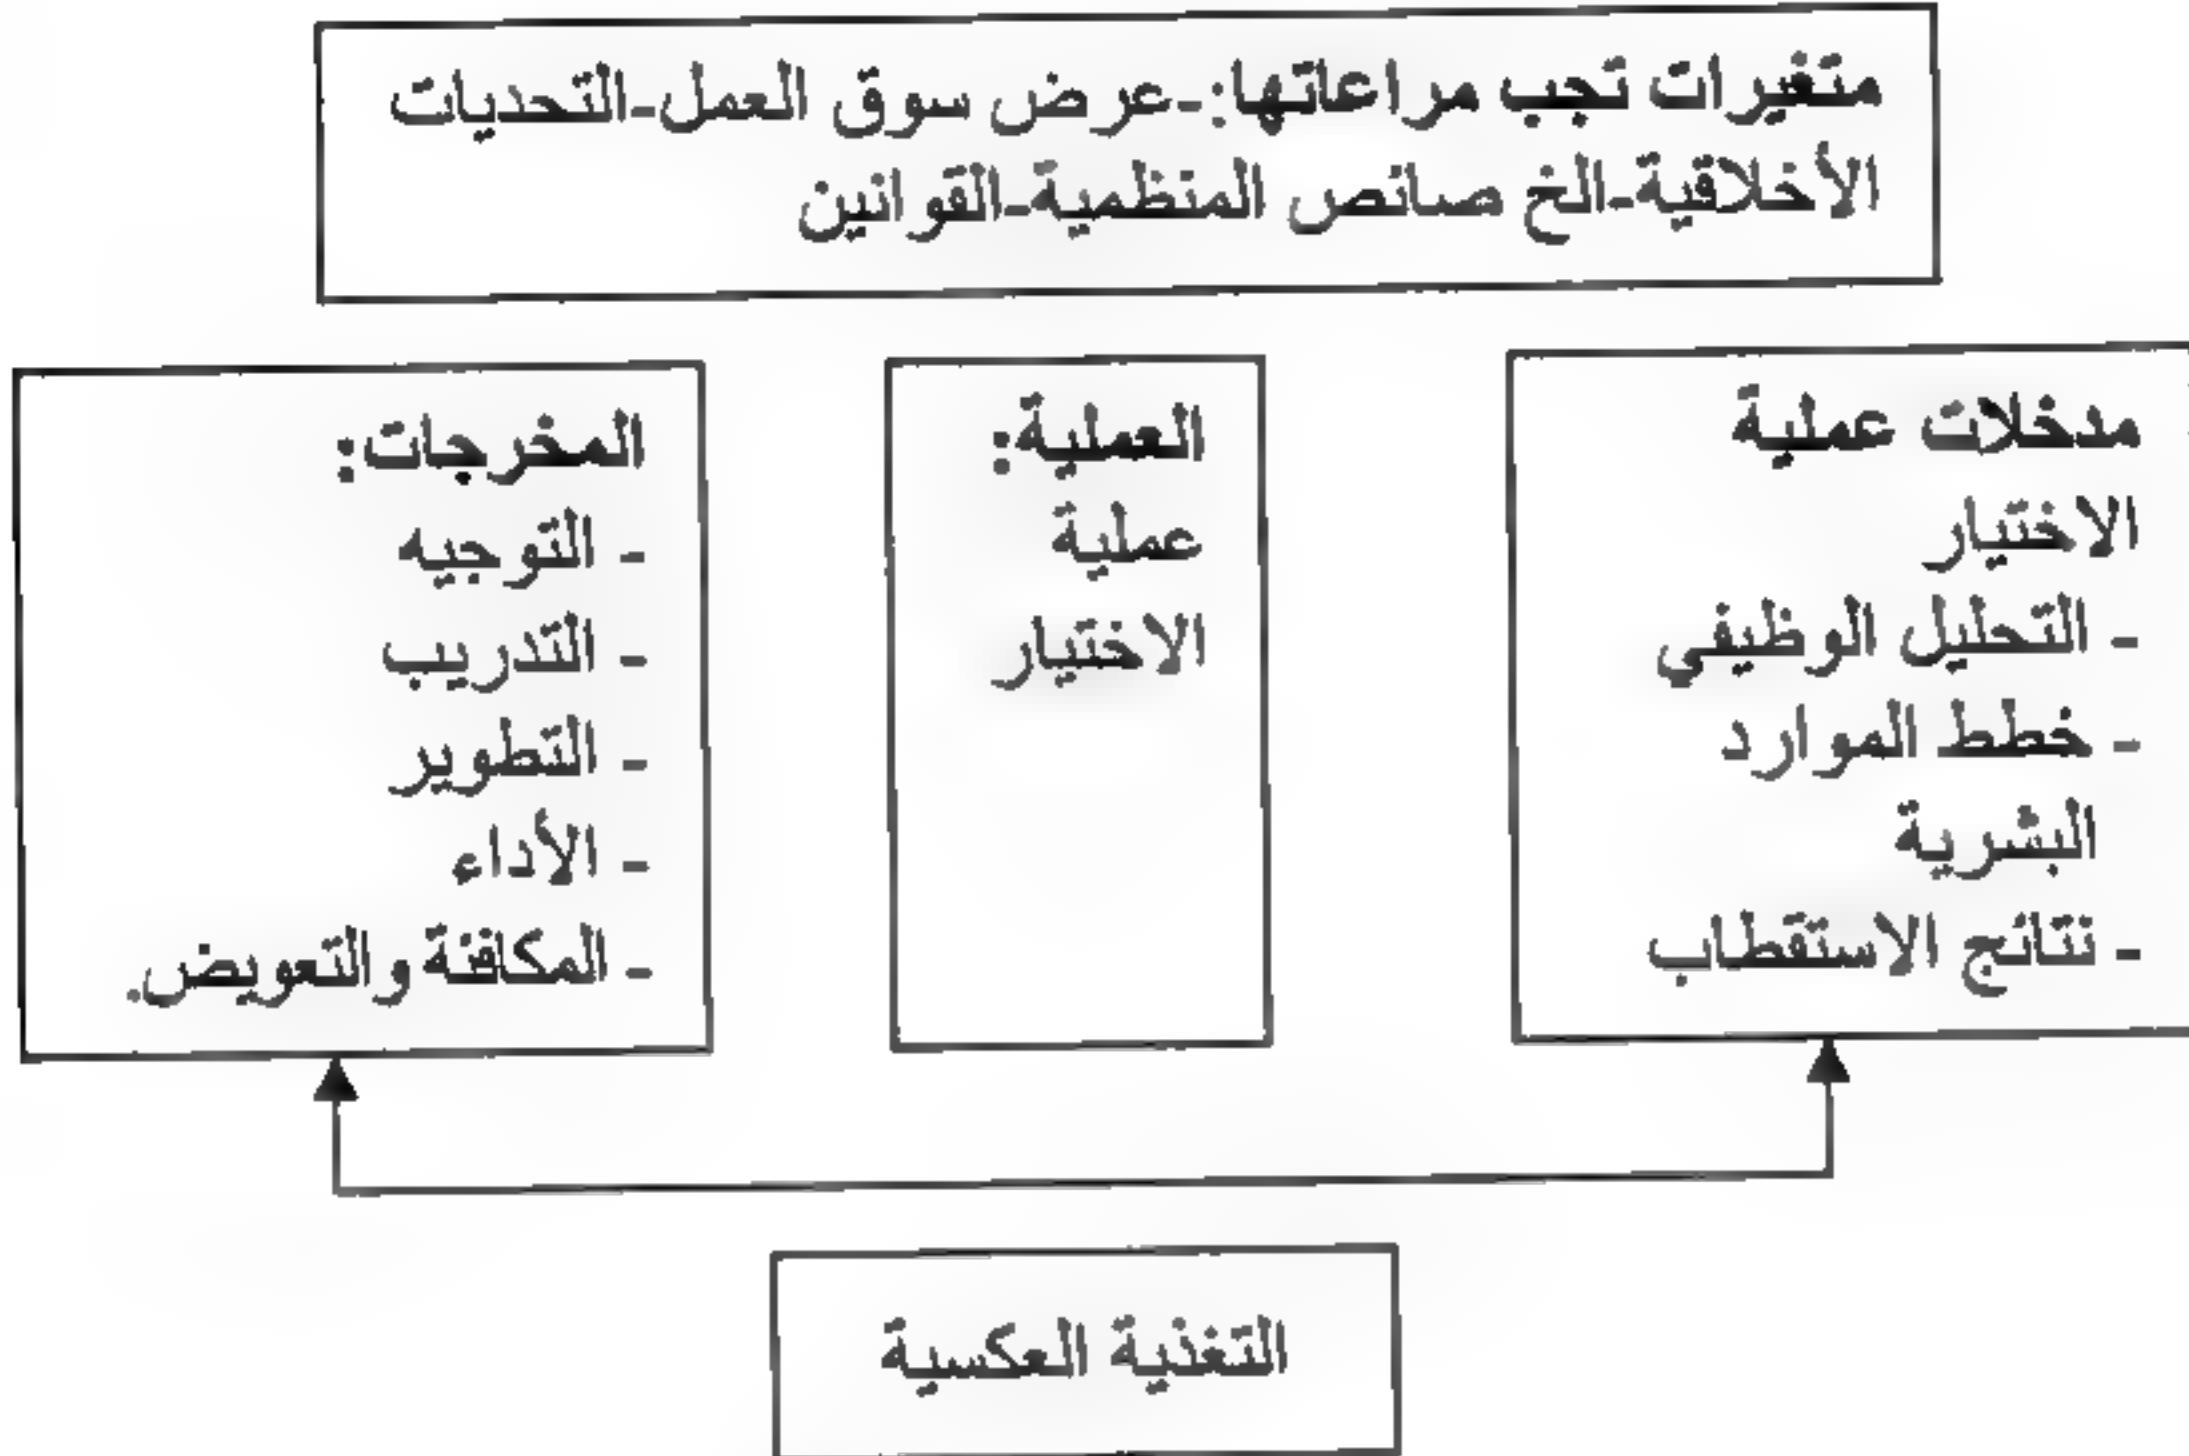 متغيرات تجب مراعاتها:-عرض سوق العمل-التحديات
الأخلاقية-الخ صائص المنظمية-القوانين
مدخلات عملية
الاختيار
- التحليل الوظيفي
- خطط الموارد
البشرية
- نتائج الاستقطاب
العملية:
عملية
الاختيار
المخرجات:
- التوجيه
- التدريب
- التطوير
- الأداء
- المكافئة والتعويض.
التغذية العكسية